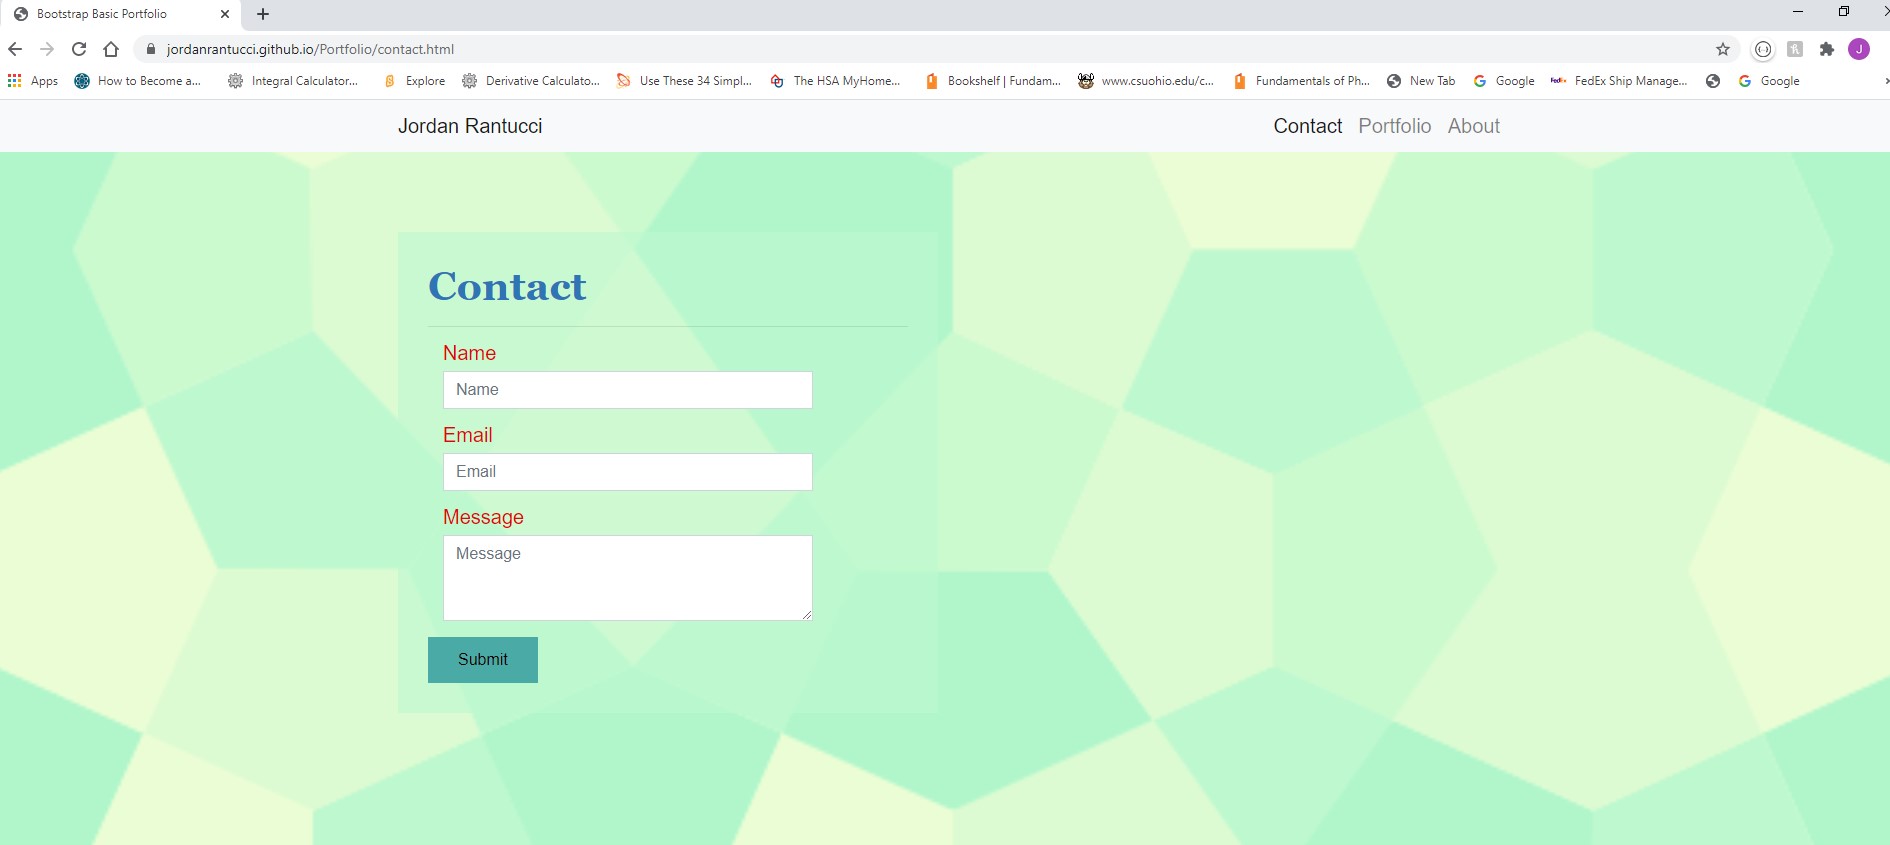 Bootstrap Basic Portfolio
jordanrantucci.github.io/Portfolio/contact.html
J
Apps How to Become a... Integral Calculator... Explore Derivative Calculato... Use These 34 Simpl... The HSA MyHome... Bookshelf | Fundam... www.csuohio.edu/c... Fundamentals of Ph... New Tab Google FedEx Ship Manage... Google
Jordan Rantucci Contact Portfolio About
Contact
Name
Name
Email
Email
Message
Message
Submit